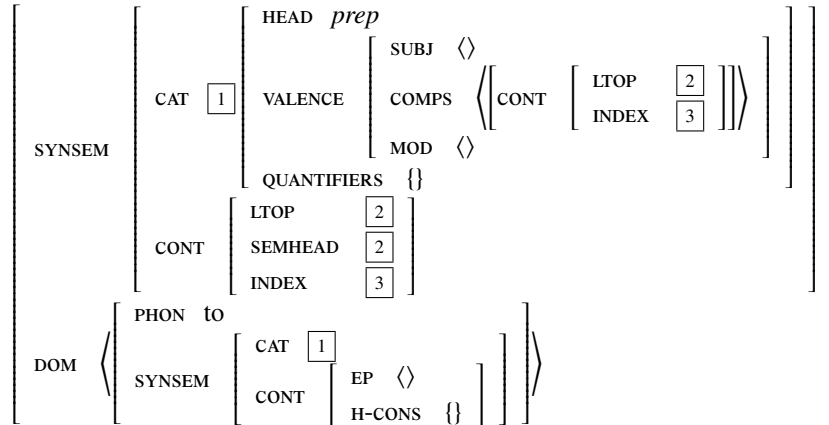 HEAD prep
SUBJ ⟨⟩
CAT 1 VALENCE COMPS ⟨[CONT [LTOP 2
INDEX 3]]⟩
MOD ⟨⟩
SYNSEM
QUANTIFIERS {}
LTOP 2
CONT SEMHEAD 2
INDEX 3
PHON to
DOM ⟨ CAT 1 ⟩
SYNSEM EP ⟨⟩
CONT
H-CONS {}